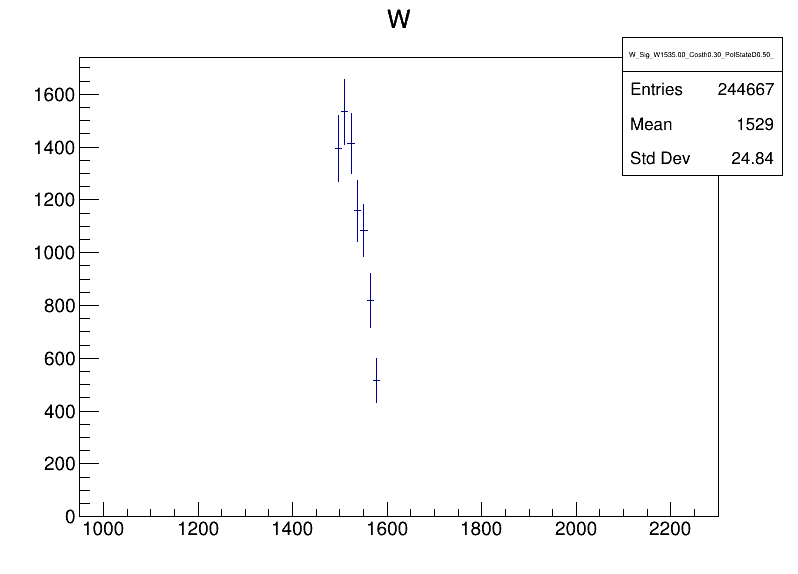 W
W_Sig_W1535.00_Costh0.30_PolState00.50_
Entries 244667
Mean 1529
Std Dev 24.84
1600
1400
1200
1000
800
600
400
200
0
1000 1200 1400 1600 1800 2000 2200